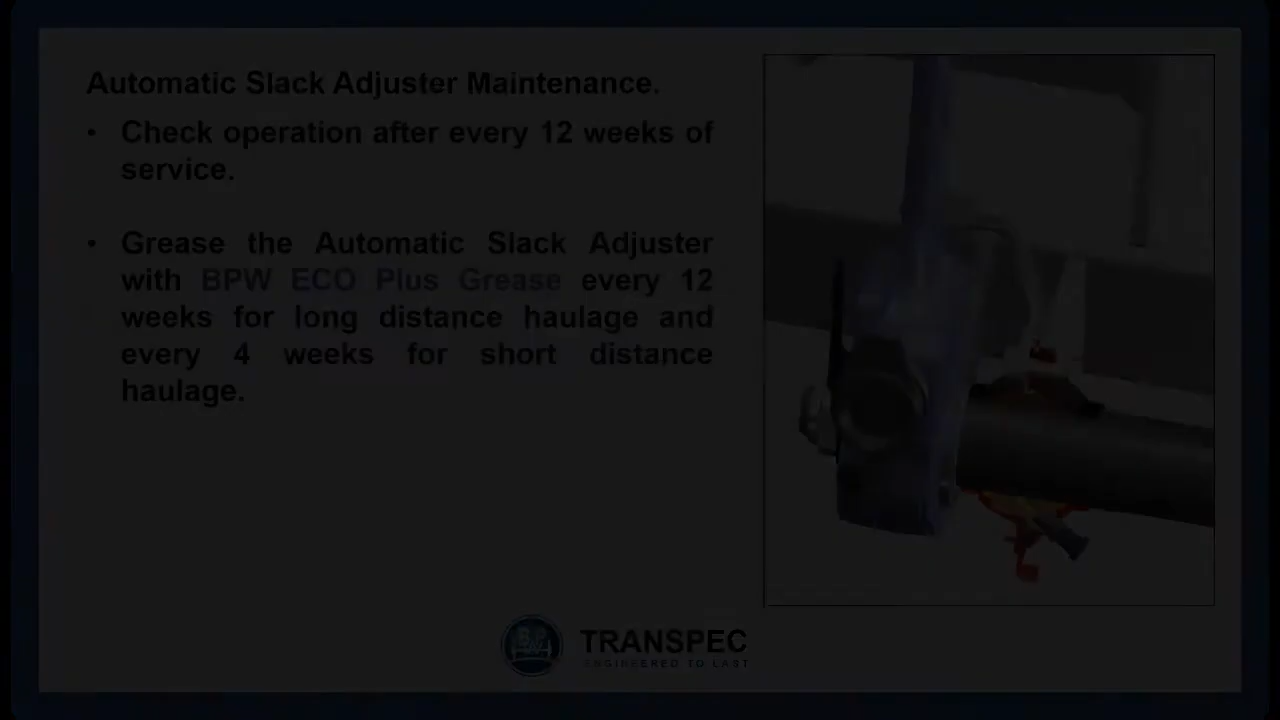 Automatic Slack Adjuster Maintenance.
• Check operation after every 12 weeks of
service.
• Grease the Automatic Slack Adjuster
with BPW ECO Plus Grease every 12
weeks for long distance haulage and
every 4 weeks for short distance
haulage.
BPW
TRANSPEC
ENGINEERED TO LAST